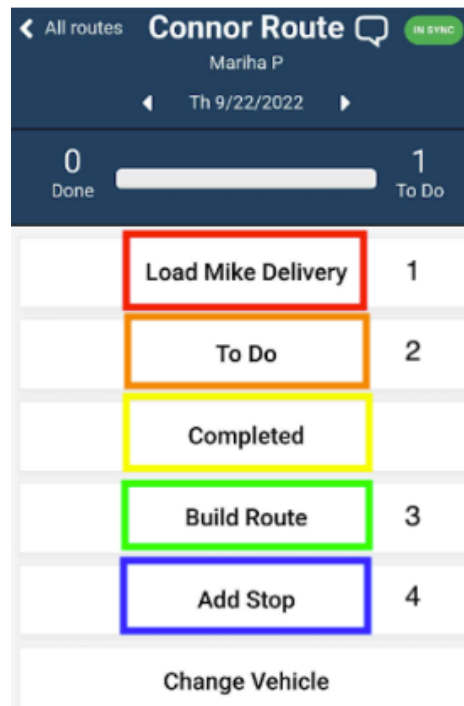 All routes Connor Route IN SYNC
Mariha P
Th 9/22/2022
0 1
Done To Do
Load Mike Delivery 1
To Do 2
Completed
Build Route 3
Add Stop 4
Change Vehicle